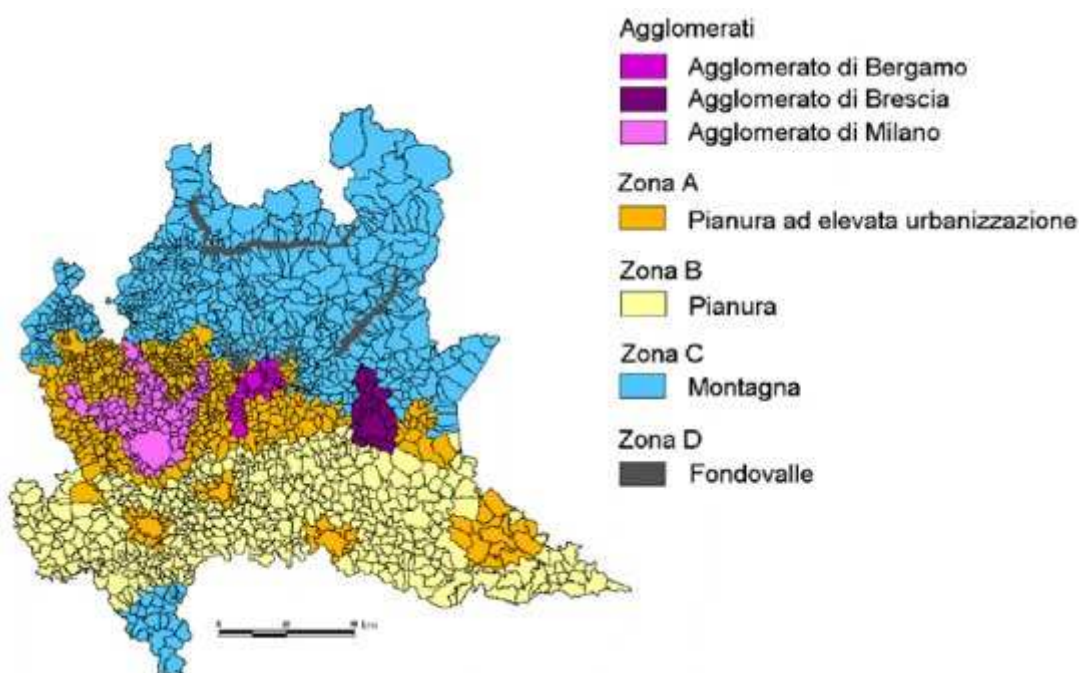 Agglomerati
Agglomerato di Bergamo
Agglomerato di Brescia
Agglomerato di Milano
Zona A
Pianura ad elevata urbanizzazione
Zona B
Pianura
Zona C
Montagna
Zona D
Fondovalle